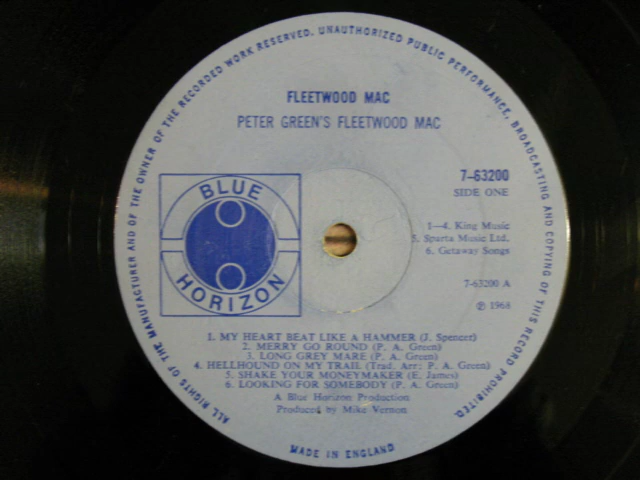 ALL RIGHTS OF THE MANUFACTURER AND OF THE OWNER OF THE RECORDED WORK RESERVED. UNAUTHORIZED PUBLIC PERFORMANCE, BROADCASTING AND COPYING OF THIS RECORD PROHIBITED.
FLEETWOOD MAC
PETER GREEN'S FLEETWOOD MAC
7-63200
SIDE ONE
BLUE
HORIZON
1—4. King Music
5. Sparta Music Ltd.
6. Getaway Songs
7-63200 A
℗ 1968
1. MY HEART BEAT LIKE A HAMMER (J. Spencer)
2. MERRY GO ROUND (P. A. Green)
3. LONG GREY MARE (P. A. Green)
4. HELLHOUND ON MY TRAIL (Trad. Arr: P. A. Green)
5. SHAKE YOUR MONEYMAKER (E. James)
6. LOOKING FOR SOMEBODY (P. A. Green)
A Blue Horizon Production
Produced by Mike Vernon
MADE IN ENGLAND